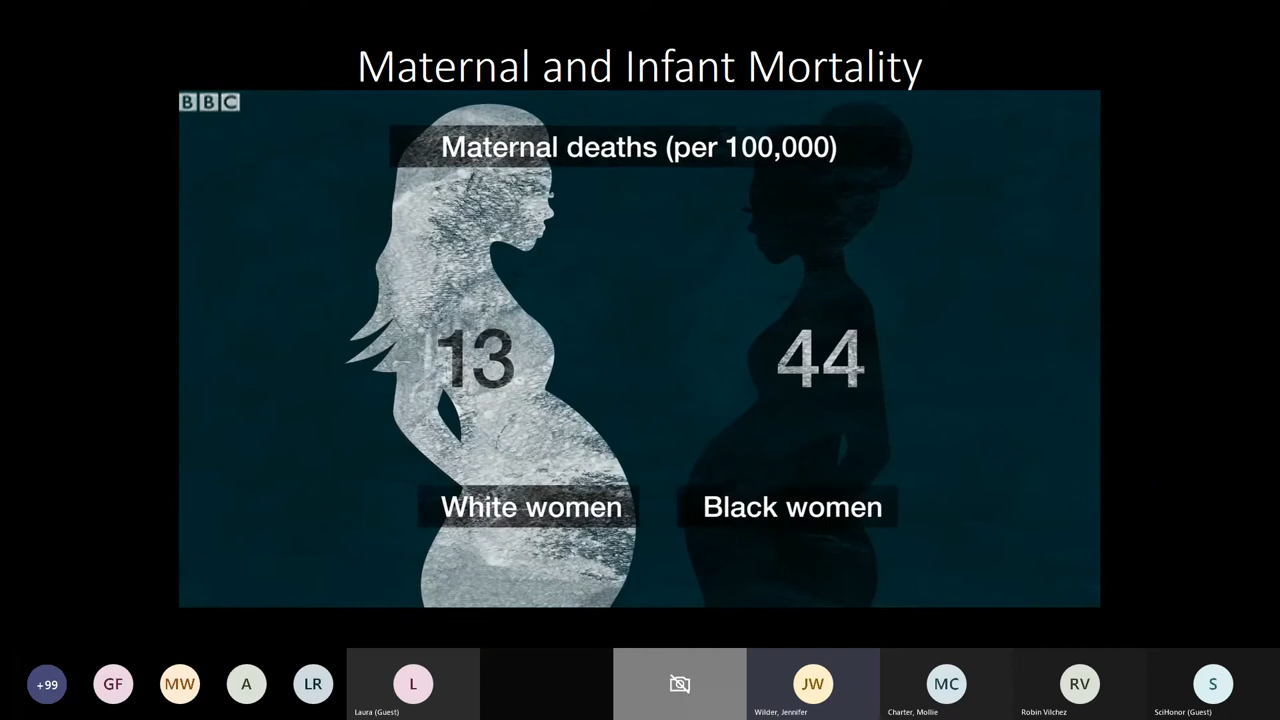 Maternal and Infant Mortality
BBC
Maternal deaths (per 100,000)
13
44
White women
Black women
+99
GF
MW
A
LR
L
JW
MC
RV
S
Laura (Guest)
Wilder, Jennifer
Charter, Mollie
Robin Vilchez
SciHonor (Guest)